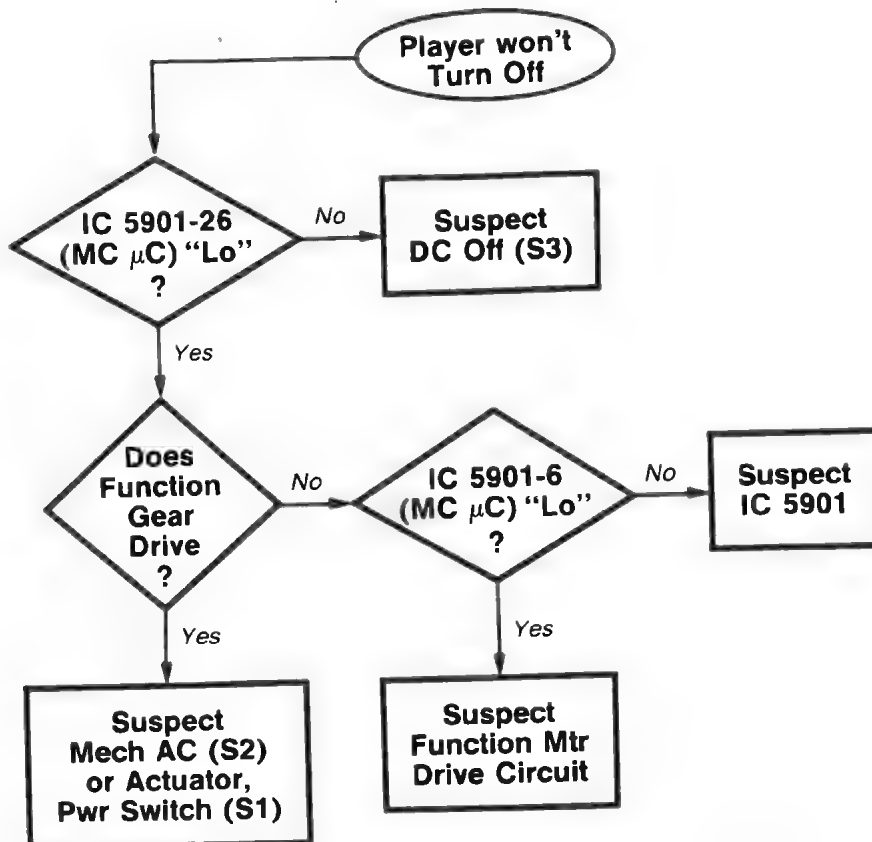 Player won't
Turn Off
IC 5901-26
(MC μC) “Lo”
?
No
Suspect
DC Off (S3)
Yes
Does
Function
Gear
Drive
?
No
IC 5901-6
(MC μC) “Lo”
?
No
Suspect
IC 5901
Yes
Suspect
Mech AC (S2)
or Actuator,
Pwr Switch (S1)
Yes
Suspect
Function Mtr
Drive Circuit